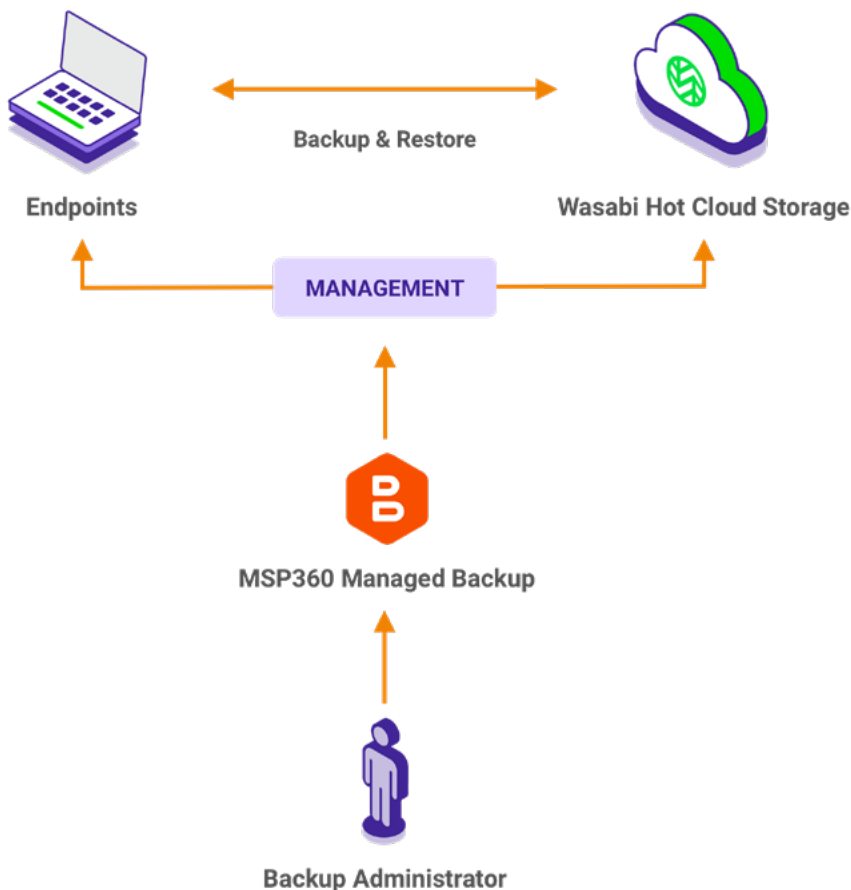 Backup & Restore
Endpoints
Wasabi Hot Cloud Storage
MANAGEMENT
MSP360 Managed Backup
Backup Administrator